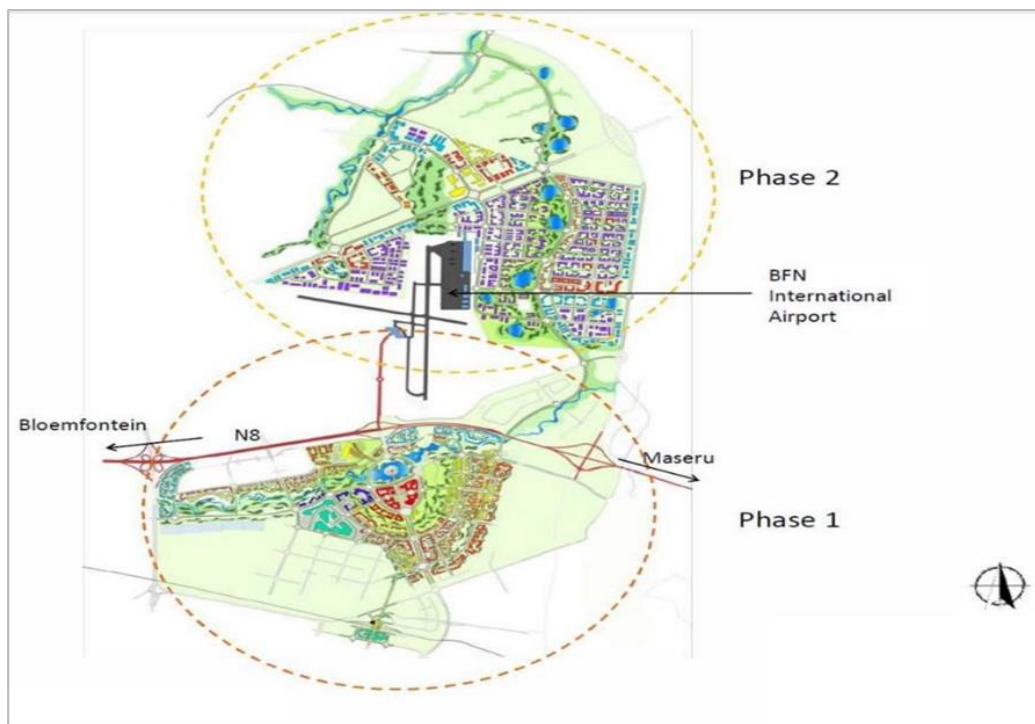 Phase 2
BFN
International
Airport
Bloemfontein
N8
Maseru
Phase 1